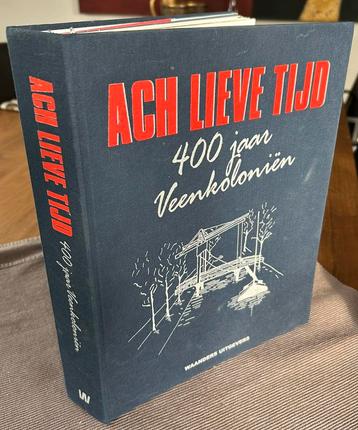 ACH LIEVE TIJD
400 jaar
Veenkoloniën
WAANDERS UITGEVERS
ACH LIEVE TIJD
400 jaar Veenkoloniën
W